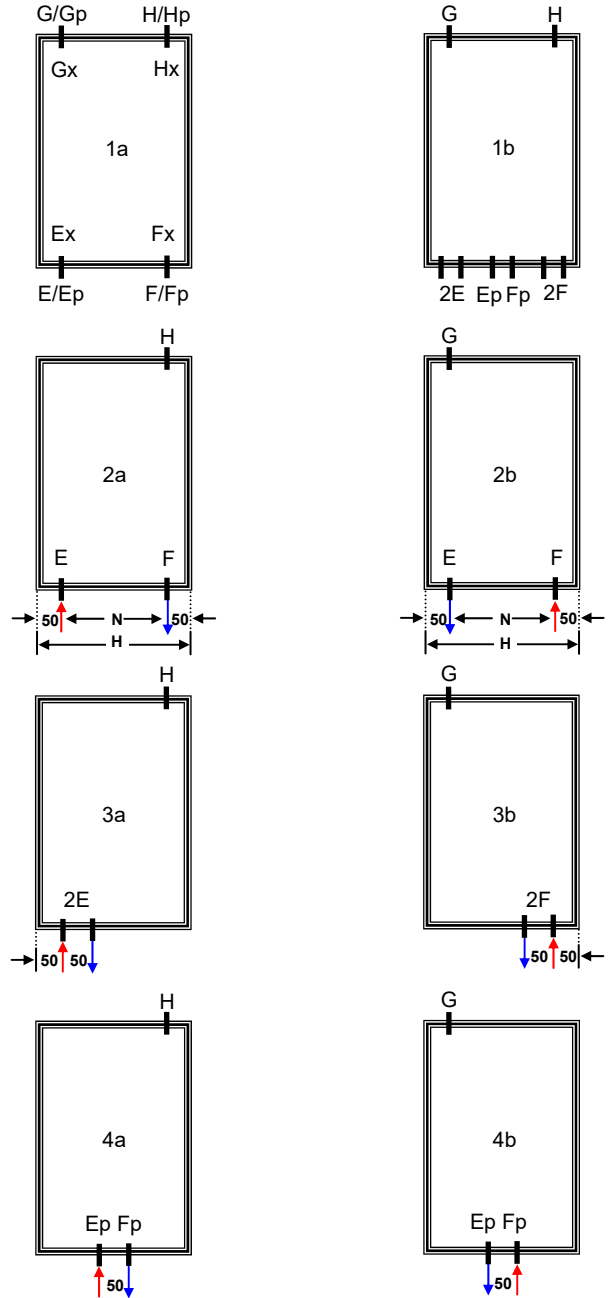 G/Gp H/Hp G H
Gx Hx
1a 1b
Ex Fx
E/Ep F/Fp 2E Ep Fp 2F
H G
2a 2b
E F E F
50 N 50 50 N 50
H H
H G
3a 3b
2E 2F
50 50 50 50
H G
4a 4b
Ep Fp Ep Fp
50 50